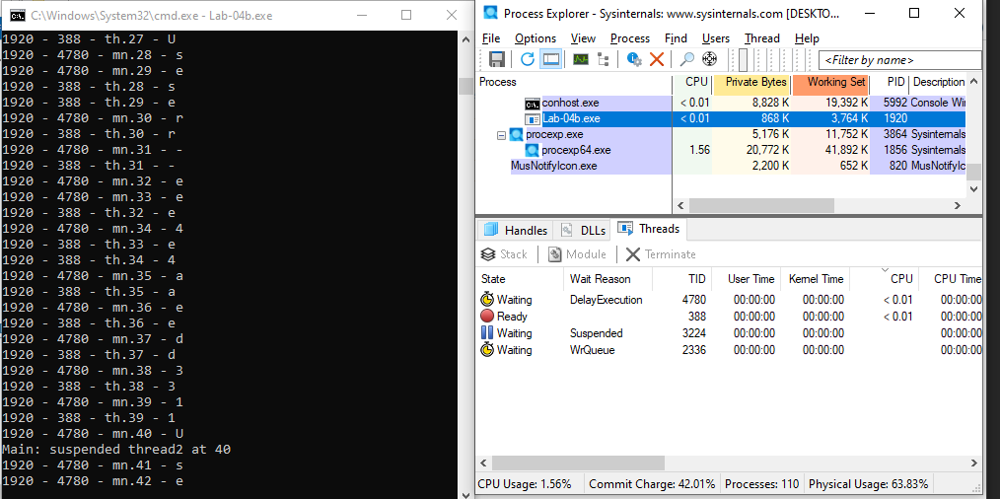 C:\Windows\System32\cmd.exe - Lab-04b.exe
1920 - 388 - th.27 - U
1920 - 4780 - mn.28 - s
1920 - 4780 - mn.29 - e
1920 - 388 - th.28 - s
1920 - 388 - th.29 - e
1920 - 4780 - mn.30 - r
1920 - 388 - th.30 - r
1920 - 4780 - mn.31 - -
1920 - 388 - th.31 - -
1920 - 4780 - mn.32 - e
1920 - 4780 - mn.33 - e
1920 - 388 - th.32 - e
1920 - 4780 - mn.34 - 4
1920 - 388 - th.33 - e
1920 - 388 - th.34 - 4
1920 - 4780 - mn.35 - a
1920 - 388 - th.35 - a
1920 - 4780 - mn.36 - e
1920 - 388 - th.36 - e
1920 - 4780 - mn.37 - d
1920 - 388 - th.37 - d
1920 - 4780 - mn.38 - 3
1920 - 388 - th.38 - 3
1920 - 4780 - mn.39 - 1
1920 - 388 - th.39 - 1
1920 - 4780 - mn.40 - U
Main: suspended thread2 at 40
1920 - 4780 - mn.41 - s
1920 - 4780 - mn.42 - e
Process Explorer - Sysinternals: www.sysinternals.com [DESKTO...
File Options View Process Find Users Thread Help
<Filter by name>
Process CPU Private Bytes Working Set PID Description
conhost.exe < 0.01 8,828 K 19,392 K 5992 Console Wi
Lab-04b.exe < 0.01 868 K 3,764 K 1920
procexp.exe 5,176 K 11,752 K 3864 Sysinternals
procexp64.exe 1.56 20,772 K 41,892 K 1856 Sysinternals
MusNotifyIcon.exe 2,200 K 652 K 820 MusNotifyIc
Handles DLLs Threads
Stack Module Terminate
State Wait Reason TID User Time Kernel Time CPU CPU Time
Waiting DelayExecution 4780 00:00:00 00:00:00 < 0.01 00:00:00
Ready 388 00:00:00 00:00:00 < 0.01 00:00:00
Waiting Suspended 3224 00:00:00 00:00:00 00:00:00
Waiting WrQueue 2336 00:00:00 00:00:00 00:00:00
CPU Usage: 1.56% Commit Charge: 42.01% Processes: 110 Physical Usage: 63.83%